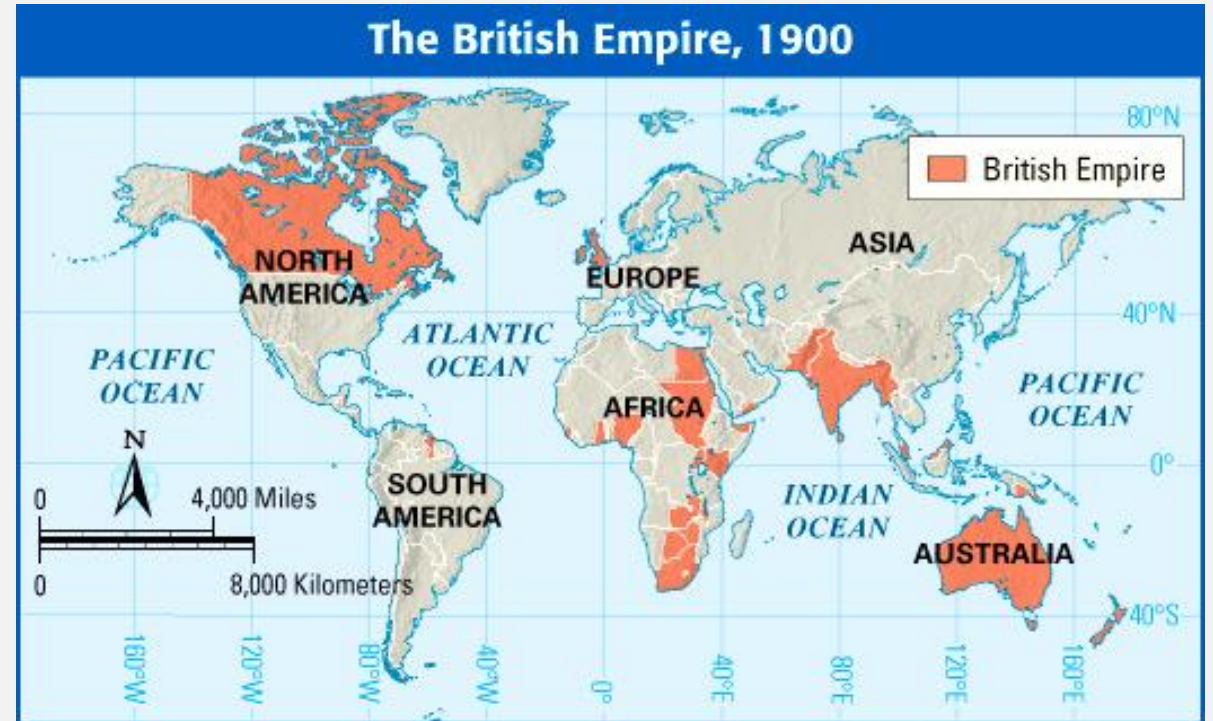 The British Empire, 1900
80°N
British Empire
ASIA
NORTH
AMERICA
EUROPE
40°N
ATLANTIC
OCEAN
PACIFIC
OCEAN
AFRICA
PACIFIC
OCEAN
N
0°
0
4,000 Miles
SOUTH
AMERICA
INDIAN
OCEAN
AUSTRALIA
0
8,000 Kilometers
40°S
160°W
120°W
80°W
40°W
0°
40°E
80°E
120°E
160°E